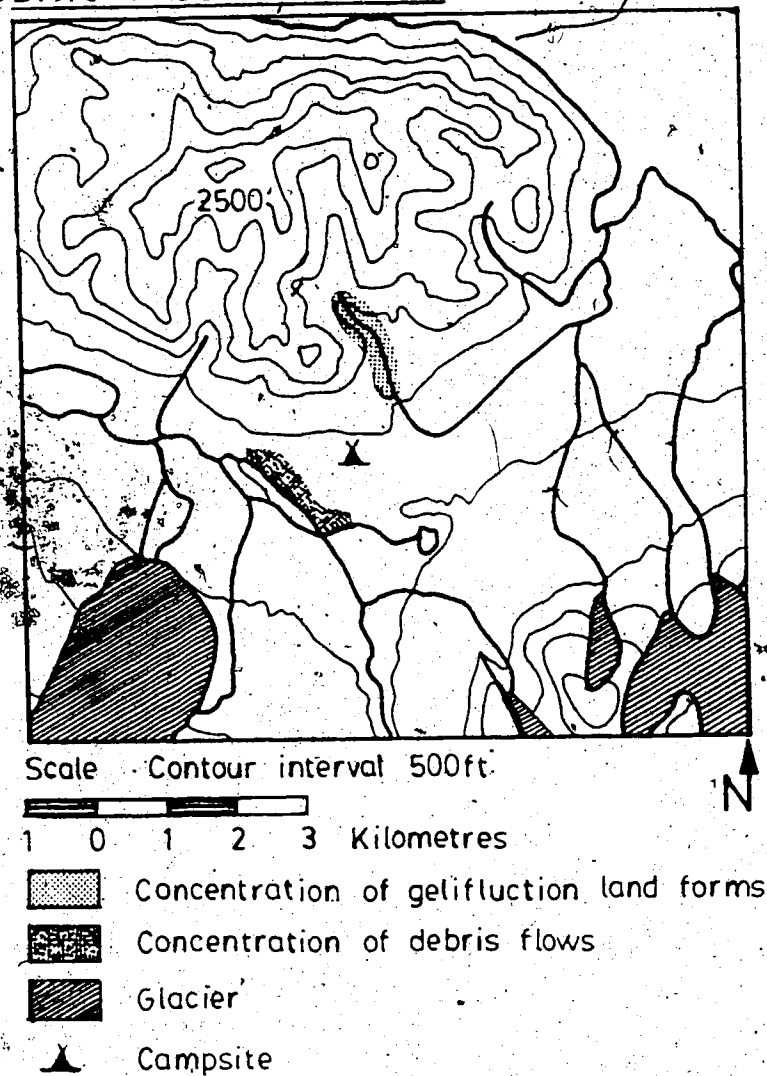 2500'
Scale Contour interval 500ft.
N
1 0 1 2 3 Kilometres
Concentration of gelifluction land forms
Concentration of debris flows
Glacier
Campsite